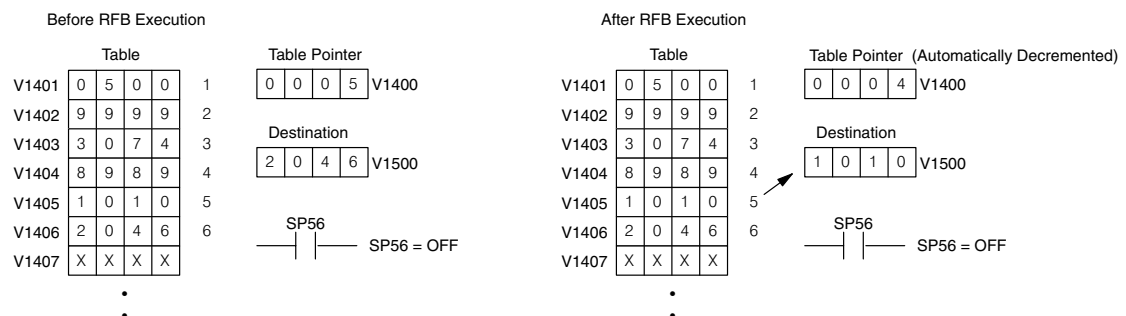 Before RFB Execution
Table
Table Pointer
V1401 0 5 0 0 1
0 0 0 5 V1400
V1402 9 9 9 9 2
Destination
V1403 3 0 7 4 3
2 0 4 6 V1500
V1404 8 9 8 9 4
V1405 1 0 1 0 5
V1406 2 0 4 6 6
SP56
SP56 = OFF
V1407 X X X X
After RFB Execution
Table
Table Pointer (Automatically Decremented)
V1401 0 5 0 0 1
0 0 0 4 V1400
V1402 9 9 9 9 2
Destination
V1403 3 0 7 4 3
1 0 1 0 V1500
V1404 8 9 8 9 4
V1405 1 0 1 0 5
V1406 2 0 4 6 6
SP56
SP56 = OFF
V1407 X X X X